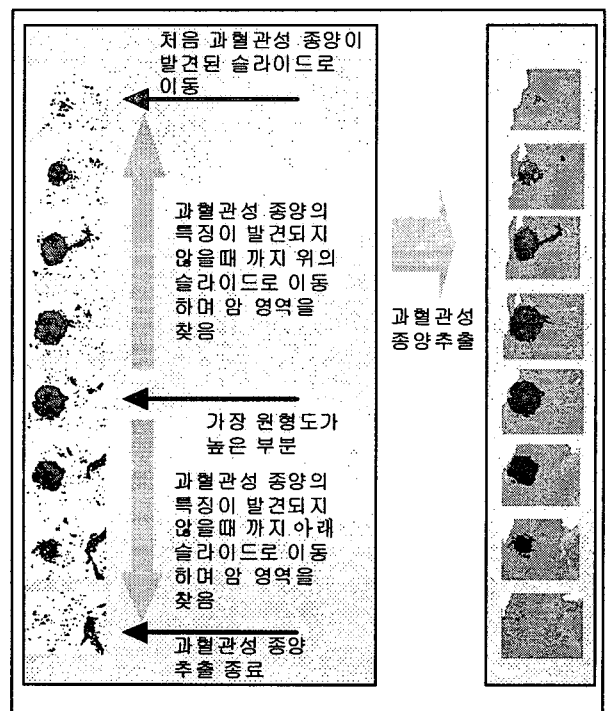 처음 과혈관성 종양이
발견된 슬라이드로
이동
과혈관성 종양의
특징이 발견되지
않을때 까지 위의
슬라이드로 이동
하며 암 영역을
찾음
가장 원형도가
높은 부분
과혈관성 종양의
특징이 발견되지
않을때 까지 아래
슬라이드로 이동
하며 암 영역을
찾음
과혈관성 종양
추출 종료
과혈관성
종양추출